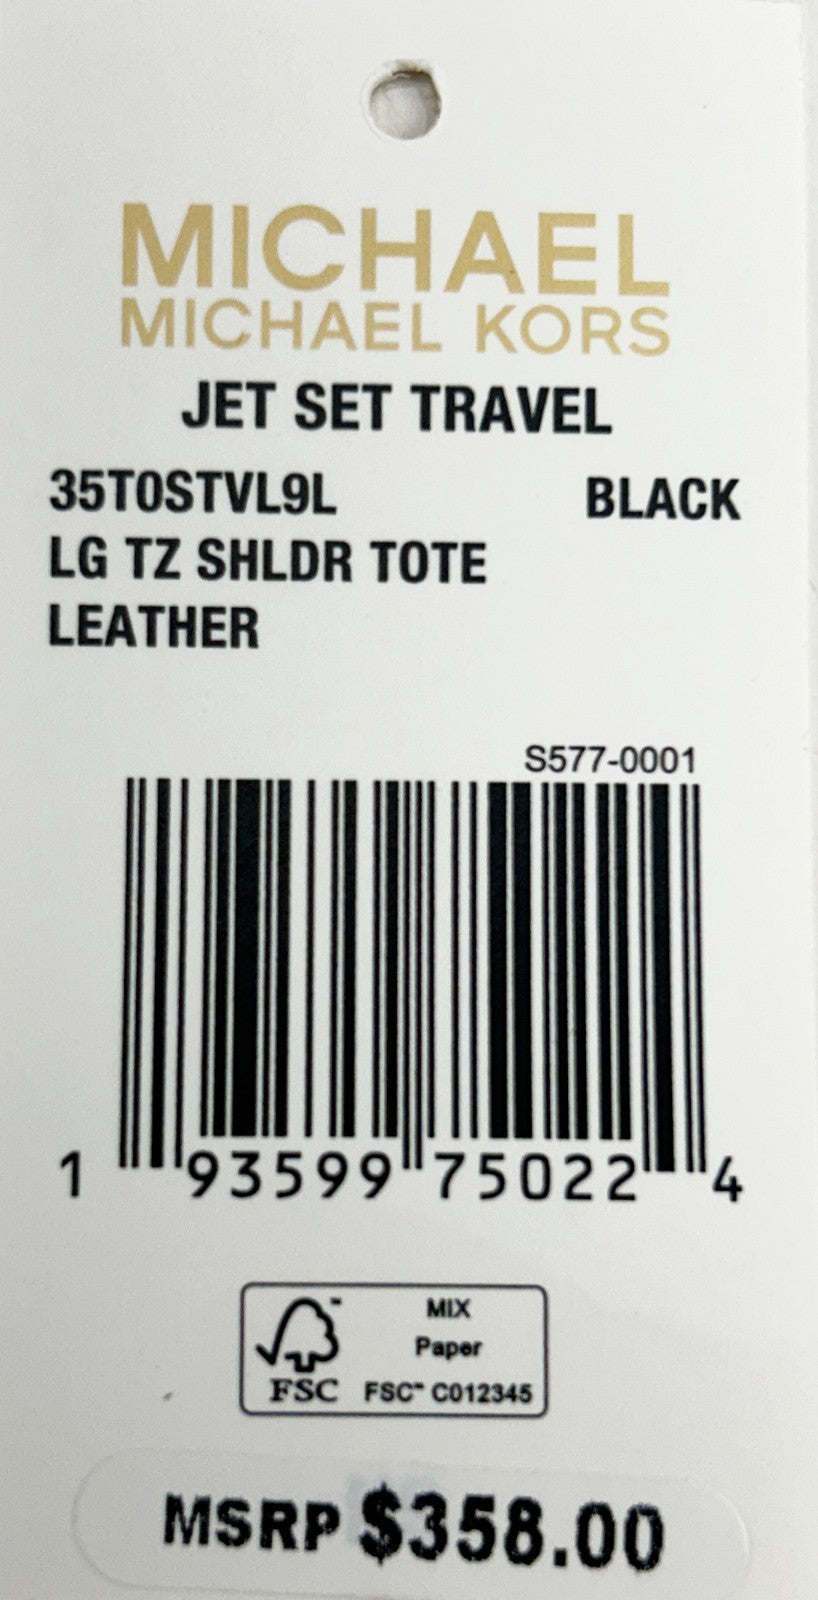 MICHAEL
MICHAEL KORS
JET SET TRAVEL
35T0STVL9L BLACK
LG TZ SHLDR TOTE
LEATHER
S577-0001
1 93599 75022 4
MIX
Paper
FSC FSC™ C012345
MSRP $358.00